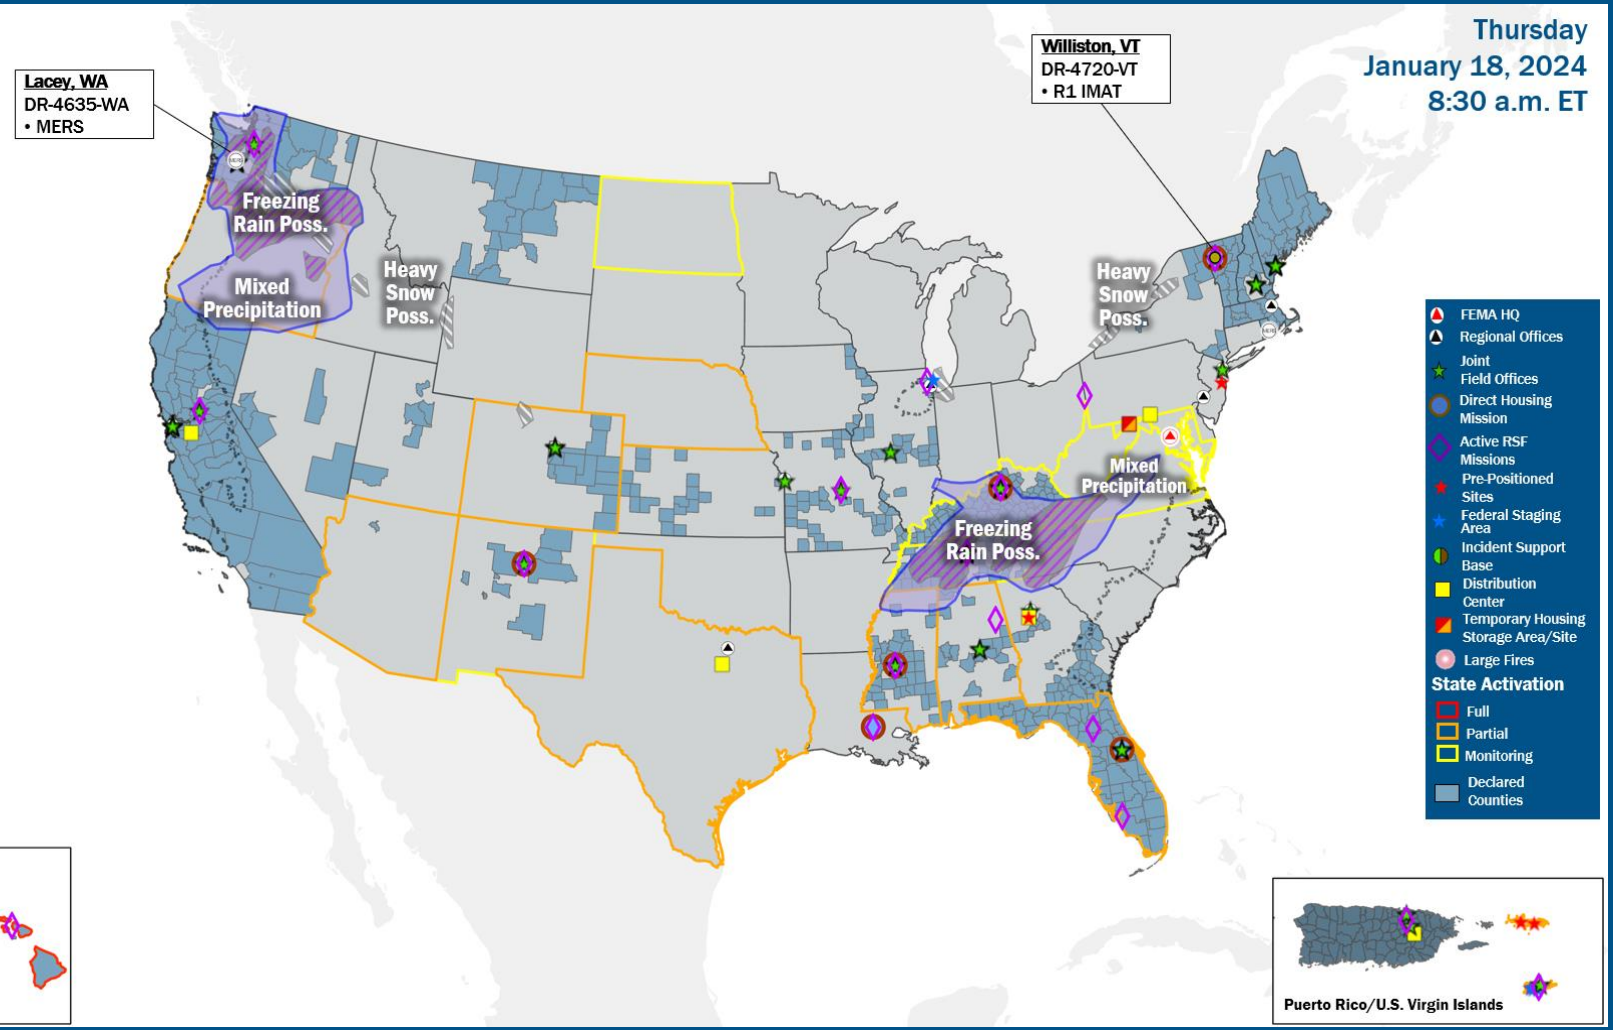 Thursday
January 18, 2024
8:30 a.m. ET
Lacey, WA
DR-4635-WA
• MERS
Williston, VT
DR-4720-VT
• R1 IMAT
Freezing
Rain Poss.
Mixed
Precipitation
Heavy
Snow
Poss.
Heavy
Snow
Poss.
Mixed
Precipitation
Freezing
Rain Poss.
MERS
MERS
FEMA HQ
Regional Offices
Joint
Field Offices
Direct Housing
Mission
Active RSF
Missions
Pre-Positioned
Sites
Federal Staging
Area
Incident Support
Base
Distribution
Center
Temporary Housing
Storage Area/Site
Large Fires
State Activation
Full
Partial
Monitoring
Declared
Counties
Puerto Rico/U.S. Virgin Islands